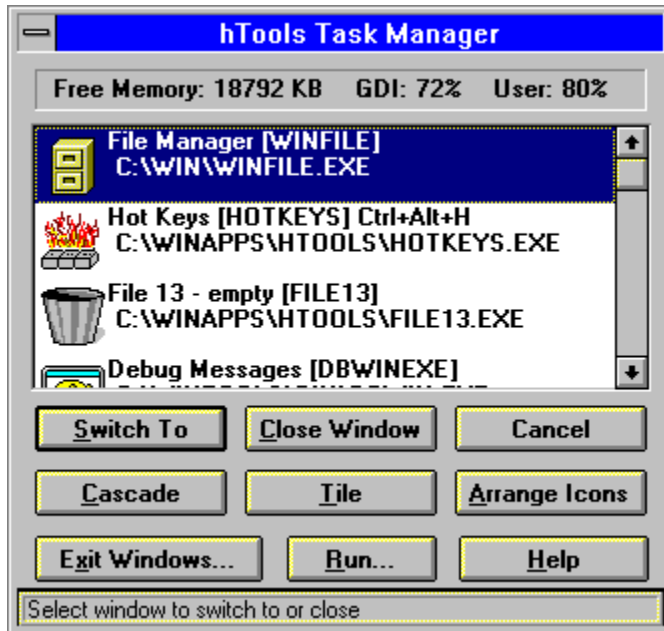 hTools Task Manager
Free Memory: 18792 KB GDI: 72% User: 80%
File Manager [WINFILE]
C:\WIN\WINFILE.EXE
Hot Keys [HOTKEYS] Ctrl+Alt+H
C:\WINAPPS\HTOOLS\HOTKEYS.EXE
File 13 - empty [FILE13]
C:\WINAPPS\HTOOLS\FILE13.EXE
Debug Messages [DBWINEXE]
Switch To Close Window Cancel
Cascade Tile Arrange Icons
Exit Windows... Run... Help
Select window to switch to or close